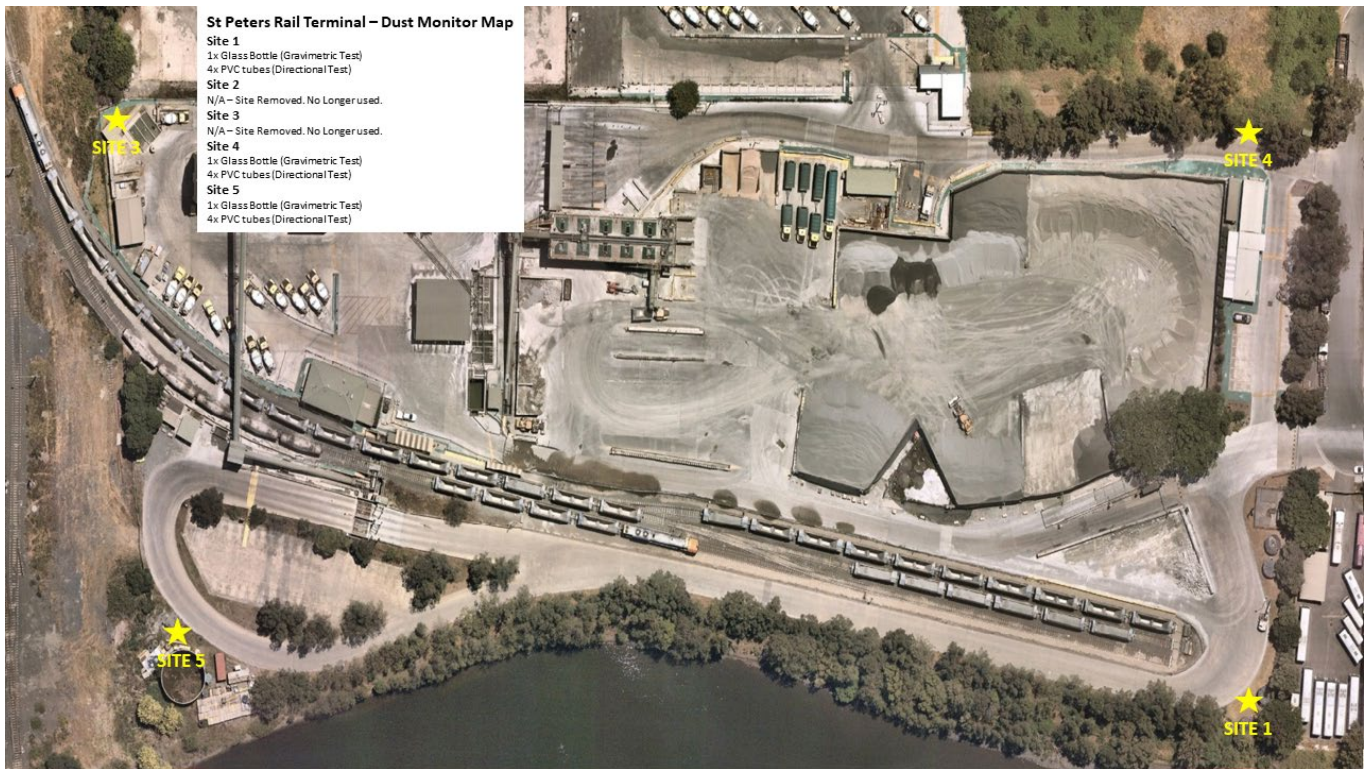 St Peters Rail Terminal – Dust Monitor Map
Site 1
1x Glass Bottle (Gravimetric Test)
4x PVC tubes (Directional Test)
Site 2
N/A – Site Removed. No Longer used.
Site 3
N/A – Site Removed. No Longer used.
Site 4
1x Glass Bottle (Gravimetric Test)
4x PVC tubes (Directional Test)
Site 5
1x Glass Bottle (Gravimetric Test)
4x PVC tubes (Directional Test)
SITE 3
SITE 4
SITE 5
SITE 1